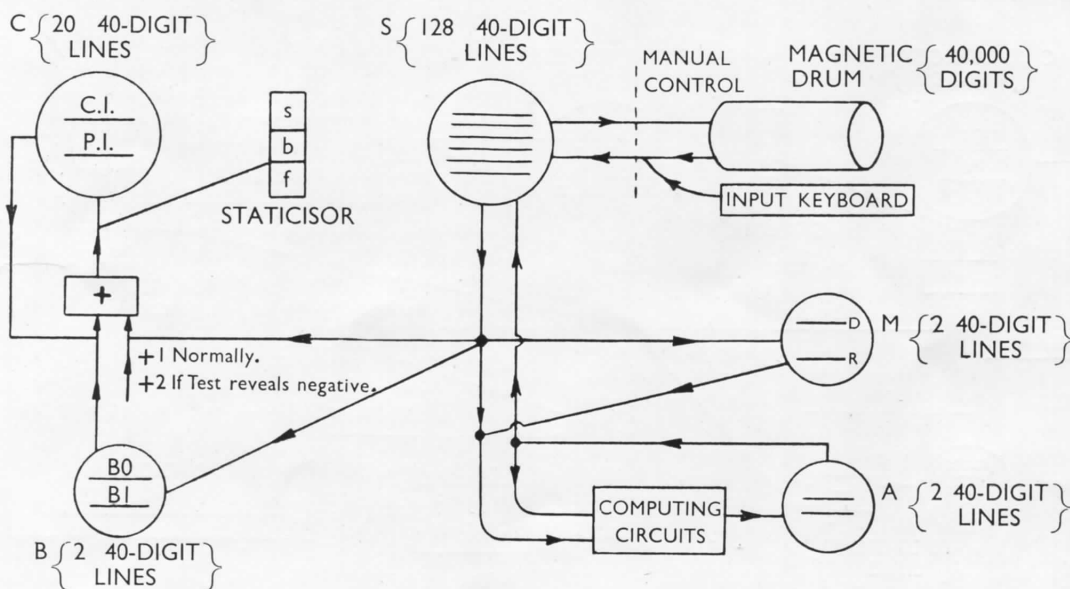 C { 20 40-DIGIT LINES }
C.I.
P.I.
s
b
f
STATICISOR
S { 128 40-DIGIT LINES }
MANUAL CONTROL
MAGNETIC DRUM { 40,000 DIGITS }
INPUT KEYBOARD
+
+1 Normally.
+2 If Test reveals negative.
D
R
M { 2 40-DIGIT LINES }
B0
B1
B { 2 40-DIGIT LINES }
COMPUTING CIRCUITS
A { 2 40-DIGIT LINES }